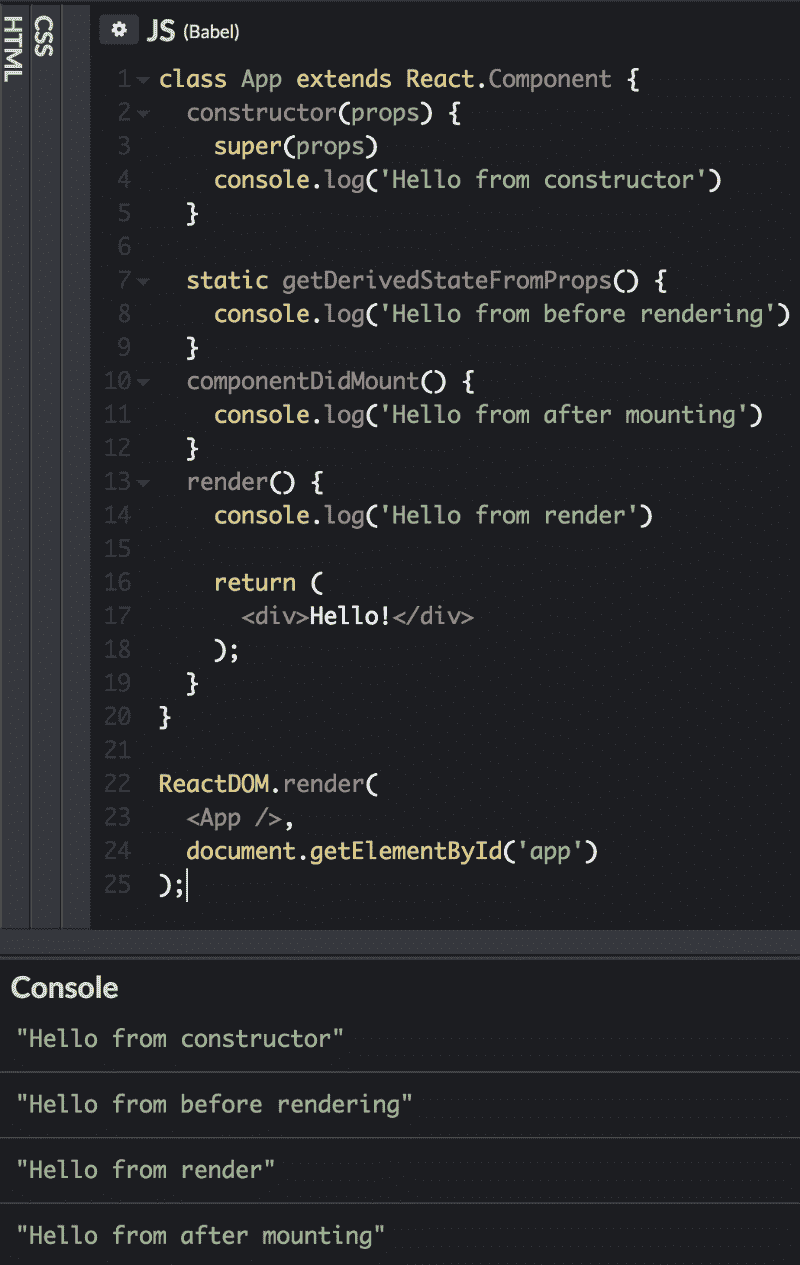 HTML
CSS
JS (Babel)
1 class App extends React.Component {
2 constructor(props) {
3 super(props)
4 console.log('Hello from constructor')
5 }
6
7 static getDerivedStateFromProps() {
8 console.log('Hello from before rendering')
9 }
10 componentDidMount() {
11 console.log('Hello from after mounting')
12 }
13 render() {
14 console.log('Hello from render')
15
16 return (
17 <div>Hello!</div>
18 );
19 }
20 }
21
22 ReactDOM.render(
23 <App />,
24 document.getElementById('app')
25 );
Console
"Hello from constructor"
"Hello from before rendering"
"Hello from render"
"Hello from after mounting"